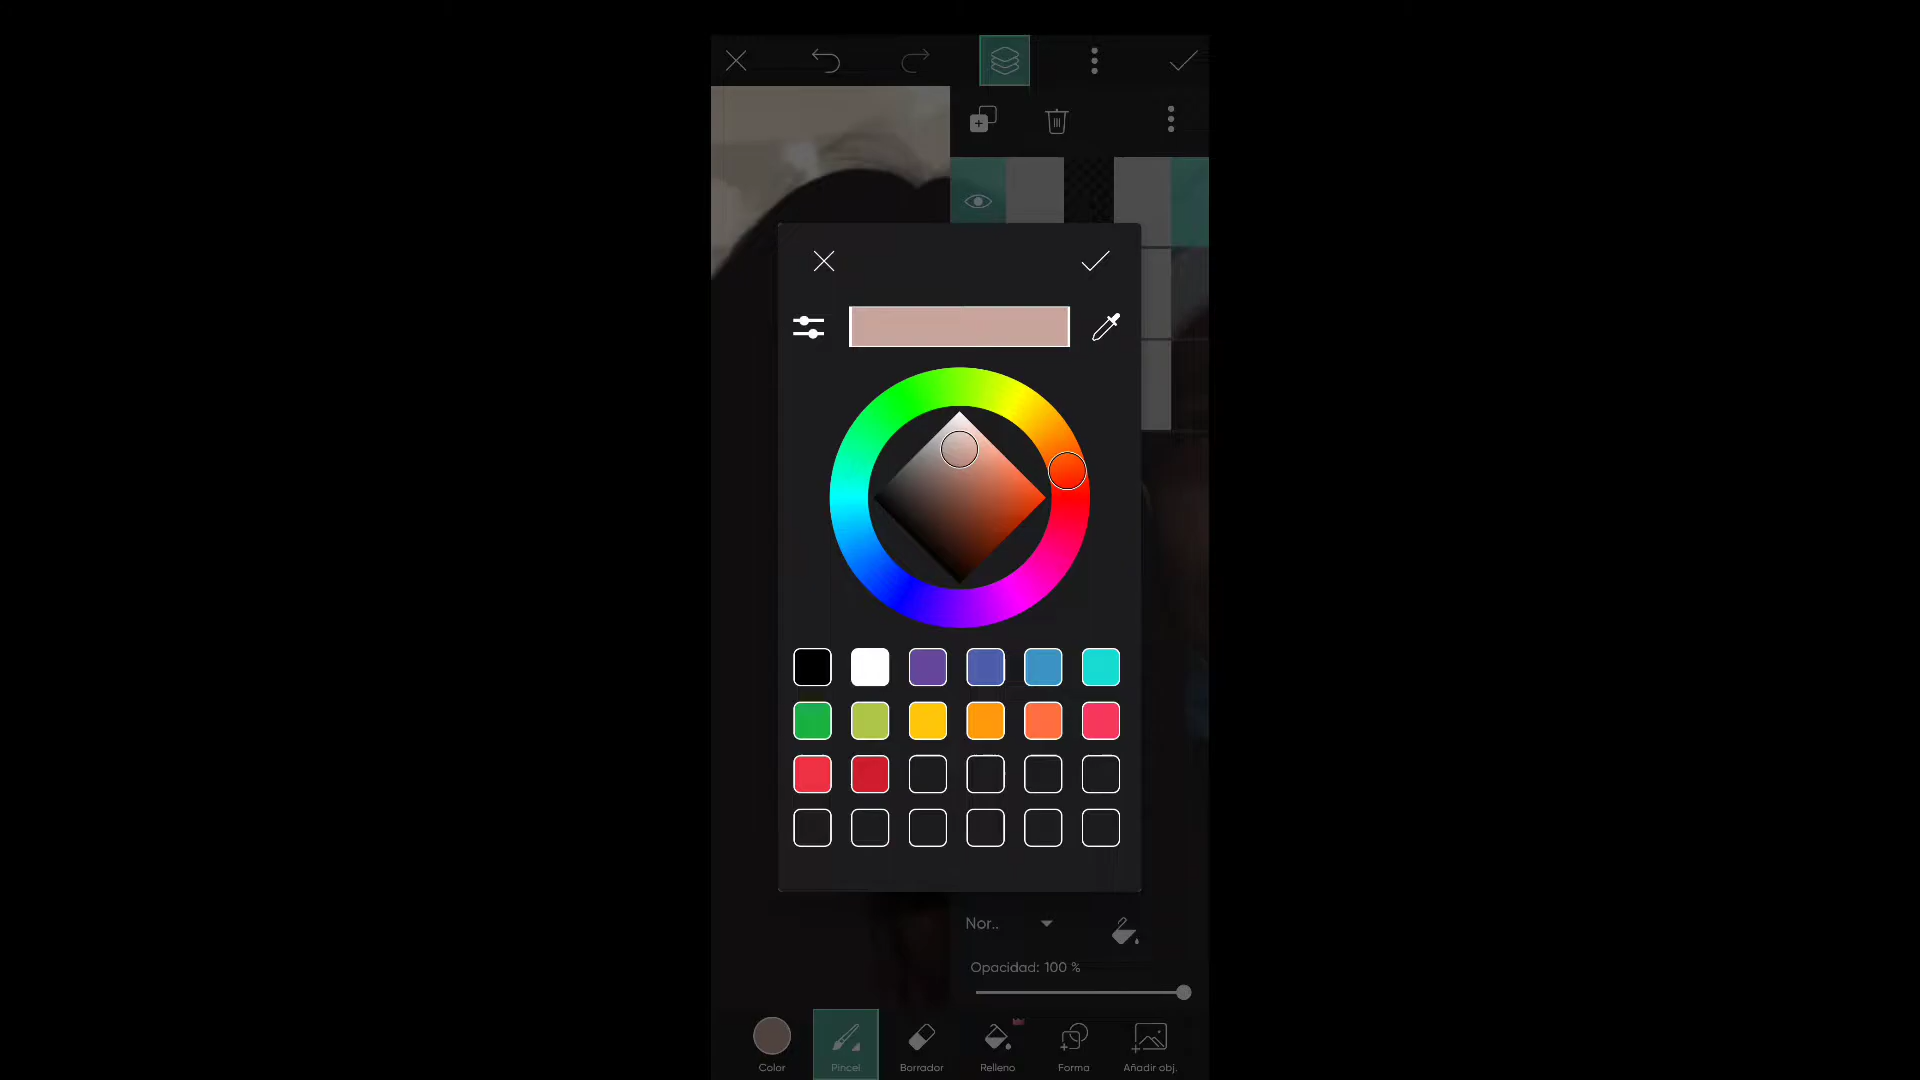 Nor..
Opacidad: 100 %
Color
Pincel
Borrador
Relleno
Forma
Añadir obj.